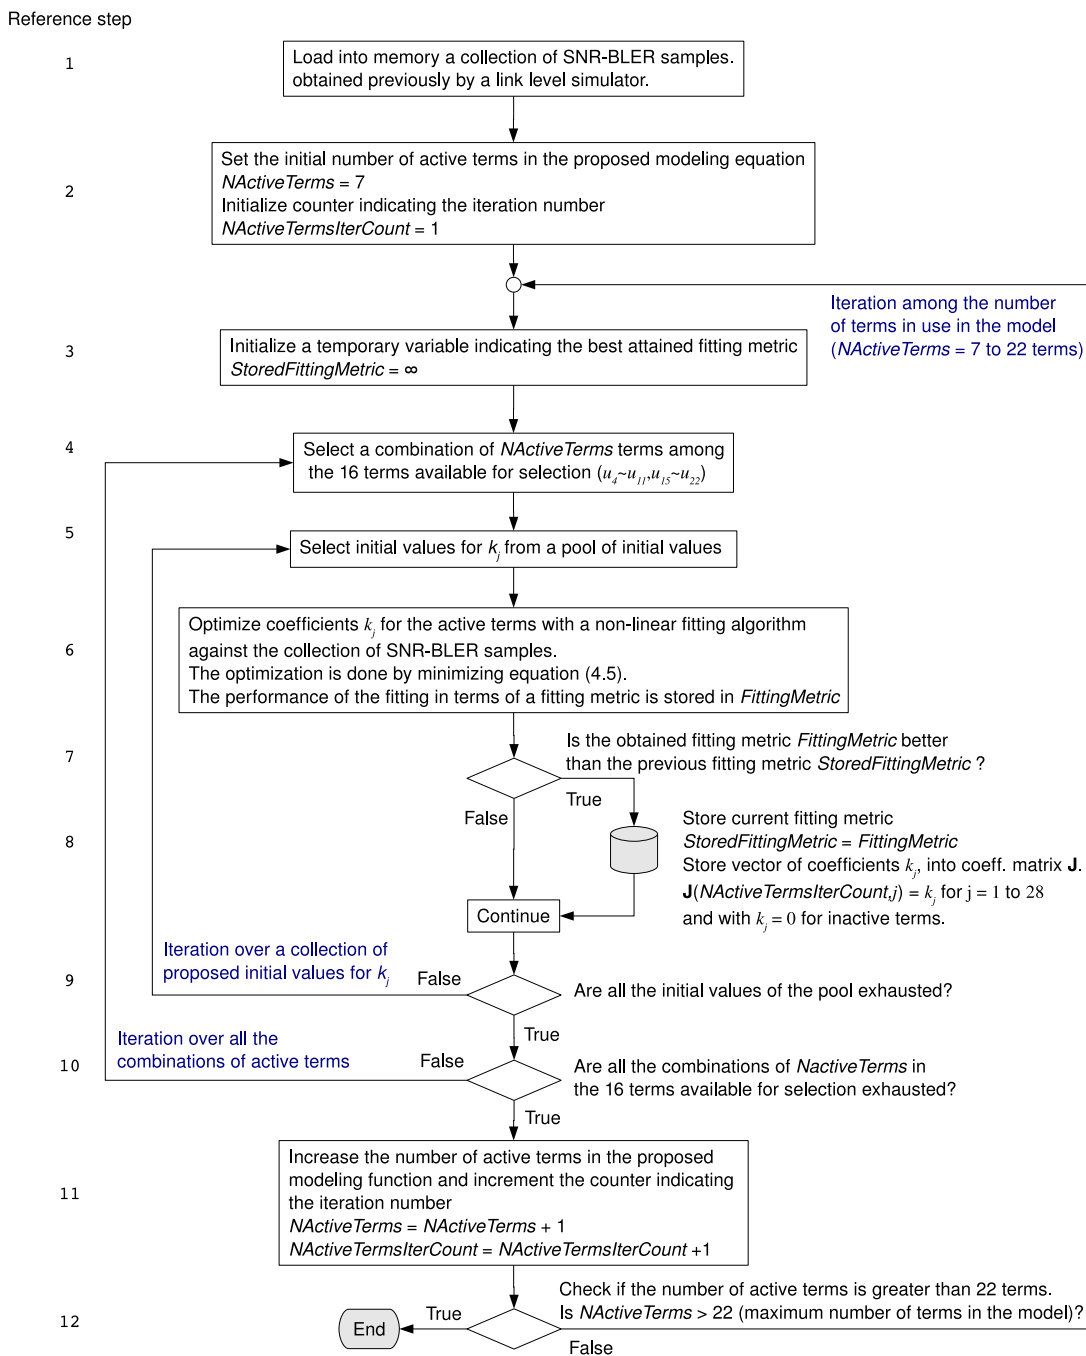 Reference step
1
Load into memory a collection of SNR-BLER samples.
obtained previously by a link level simulator.
2
Set the initial number of active terms in the proposed modeling equation
NActiveTerms = 7
Initialize counter indicating the iteration number
NActiveTermsIterCount = 1
Iteration among the number
of terms in use in the model
(NActiveTerms = 7 to 22 terms)
3
Initialize a temporary variable indicating the best attained fitting metric
StoredFittingMetric = ∞
4
Select a combination of NActiveTerms terms among
the 16 terms available for selection (u4~u11,u15~u22)
5
Select initial values for kj from a pool of initial values
6
Optimize coefficients kj for the active terms with a non-linear fitting algorithm
against the collection of SNR-BLER samples.
The optimization is done by minimizing equation (4.5).
The performance of the fitting in terms of a fitting metric is stored in FittingMetric
7
Is the obtained fitting metric FittingMetric better
than the previous fitting metric StoredFittingMetric ?
True
False
8
Store current fitting metric
StoredFittingMetric = FittingMetric
Store vector of coefficients kj, into coeff. matrix J.
J(NActiveTermsIterCount,j) = kj for j = 1 to 28
and with kj = 0 for inactive terms.
Continue
Iteration over a collection of
proposed initial values for kj
9
False
Are all the initial values of the pool exhausted?
True
Iteration over all the
combinations of active terms
10
False
Are all the combinations of NactiveTerms in
the 16 terms available for selection exhausted?
True
11
Increase the number of active terms in the proposed
modeling function and increment the counter indicating
the iteration number
NActiveTerms = NActiveTerms + 1
NActiveTermsIterCount = NActiveTermsIterCount +1
12
Check if the number of active terms is greater than 22 terms.
Is NActiveTerms > 22 (maximum number of terms in the model)?
True
End
False